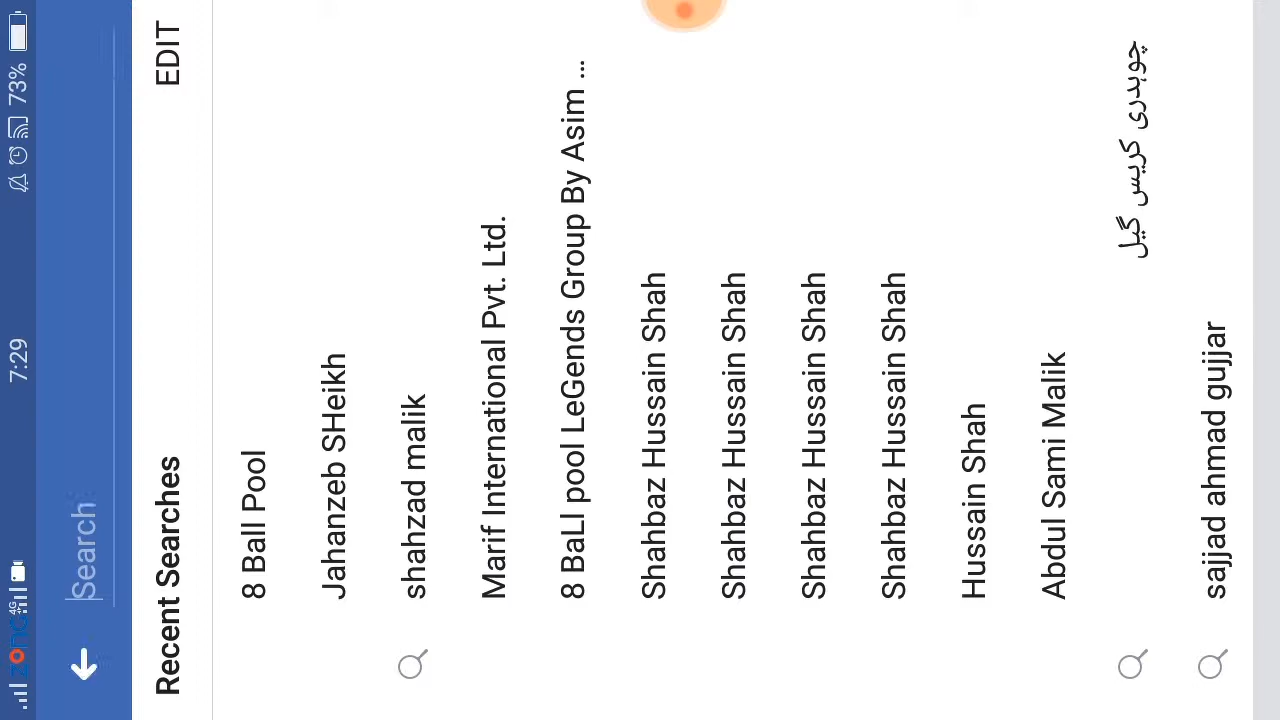 zong 4G 7:29 73%
Search
Recent Searches EDIT
8 Ball Pool
Jahanzeb SHeikh
shahzad malik
Marif International Pvt. Ltd.
8 BaLl pool LeGends Group By Asim ...
Shahbaz Hussain Shah
Shahbaz Hussain Shah
Shahbaz Hussain Shah
Shahbaz Hussain Shah
Hussain Shah
Abdul Sami Malik
چوہدری کریس گیل
sajjad ahmad gujjar